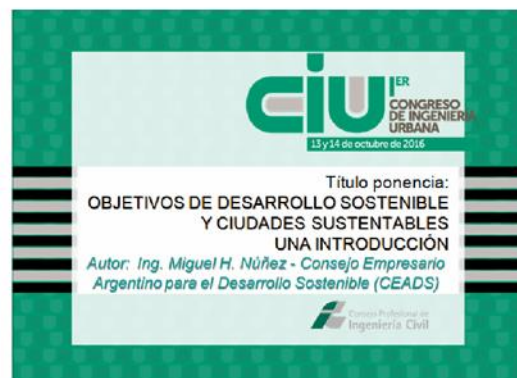 CIU
1ER
CONGRESO
DE INGENIERÍA
URBANA
13 y 14 de octubre de 2016
Título ponencia:
OBJETIVOS DE DESARROLLO SOSTENIBLE
Y CIUDADES SUSTENTABLES
UNA INTRODUCCIÓN
Autor: Ing. Miguel H. Núñez - Consejo Empresario
Argentino para el Desarrollo Sostenible (CEADS)
Consejo Profesional de
Ingeniería Civil